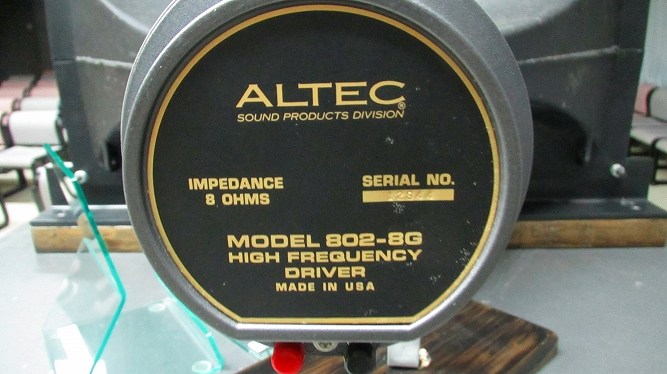 ALTEC®
SOUND PRODUCTS DIVISION
IMPEDANCE
8 OHMS
SERIAL NO.
MODEL 802-8G
HIGH FREQUENCY
DRIVER
MADE IN USA